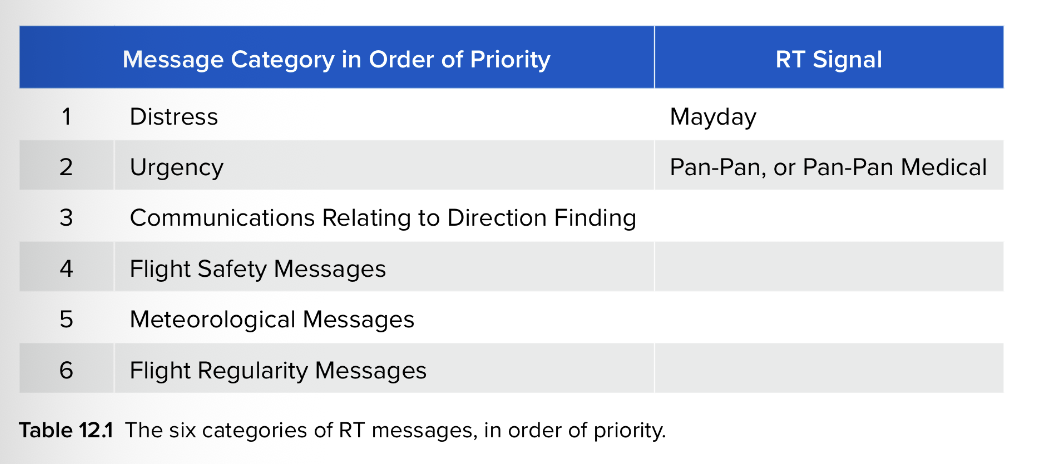 Message Category in Order of Priority RT Signal
1 Distress Mayday
2 Urgency Pan-Pan, or Pan-Pan Medical
3 Communications Relating to Direction Finding
4 Flight Safety Messages
5 Meteorological Messages
6 Flight Regularity Messages
Table 12.1 The six categories of RT messages, in order of priority.